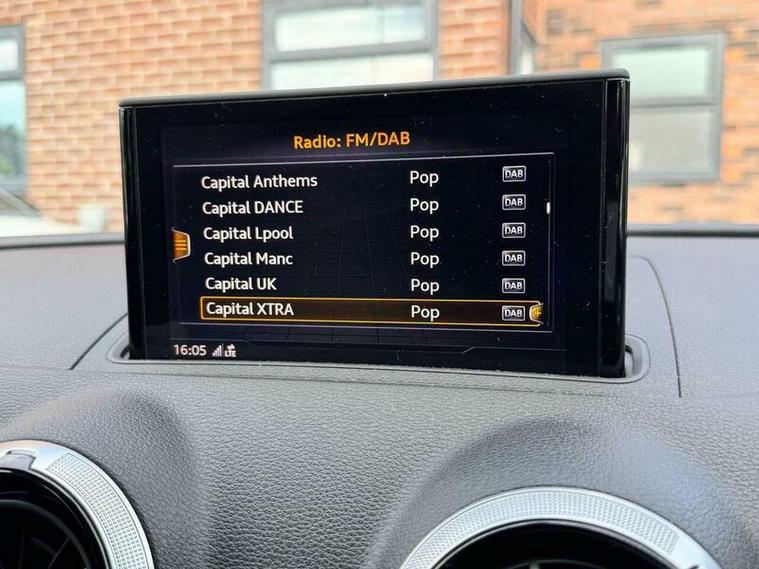 Radio: FM/DAB
Capital Anthems Pop DAB
Capital DANCE Pop DAB
Capital Lpool Pop DAB
Capital Manc Pop DAB
Capital UK Pop DAB
Capital XTRA Pop DAB +
16:05 LTE